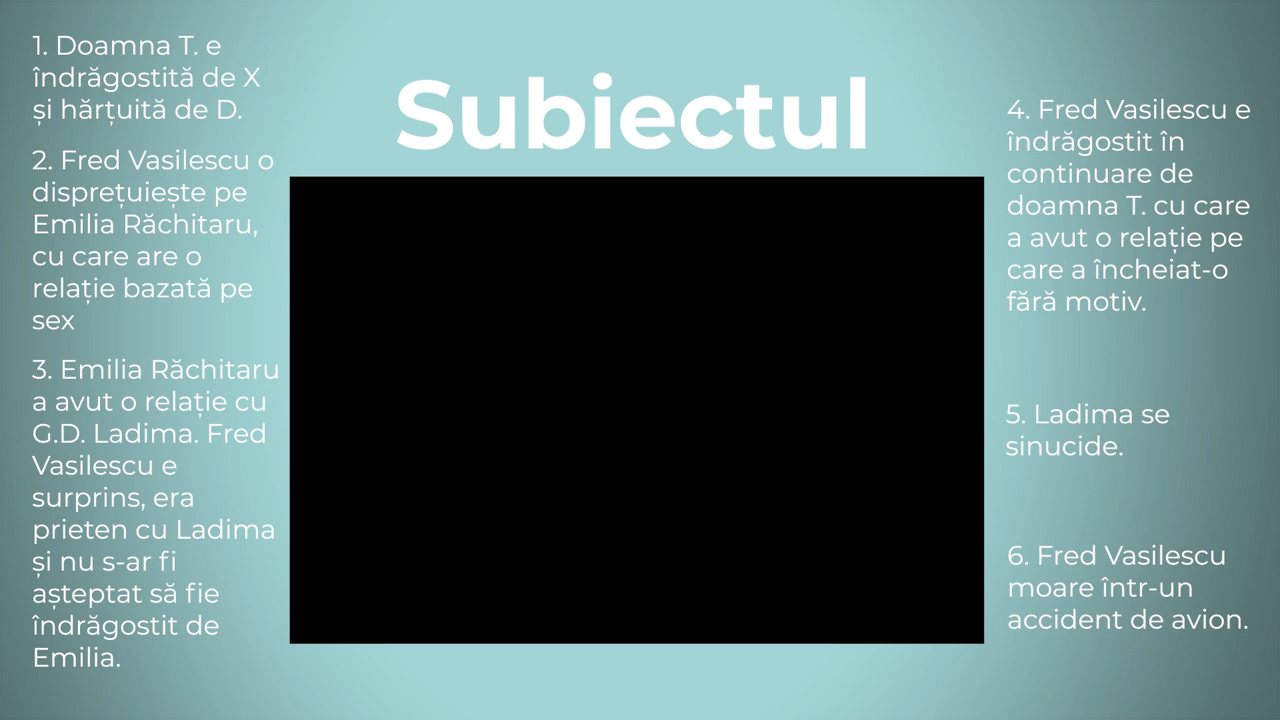 Subiectul
1. Doamna T. e
îndrăgostită de X
și hărțuită de D.
2. Fred Vasilescu o
disprețuiește pe
Emilia Răchitaru,
cu care are o
relație bazată pe
sex
3. Emilia Răchitaru
a avut o relație cu
G.D. Ladima. Fred
Vasilescu e
surprins, era
prieten cu Ladima
și nu s-ar fi
așteptat să fie
îndrăgostit de
Emilia.
4. Fred Vasilescu e
îndrăgostit în
continuare de
doamna T. cu care
a avut o relație pe
care a încheiat-o
fără motiv.
5. Ladima se
sinucide.
6. Fred Vasilescu
moare într-un
accident de avion.